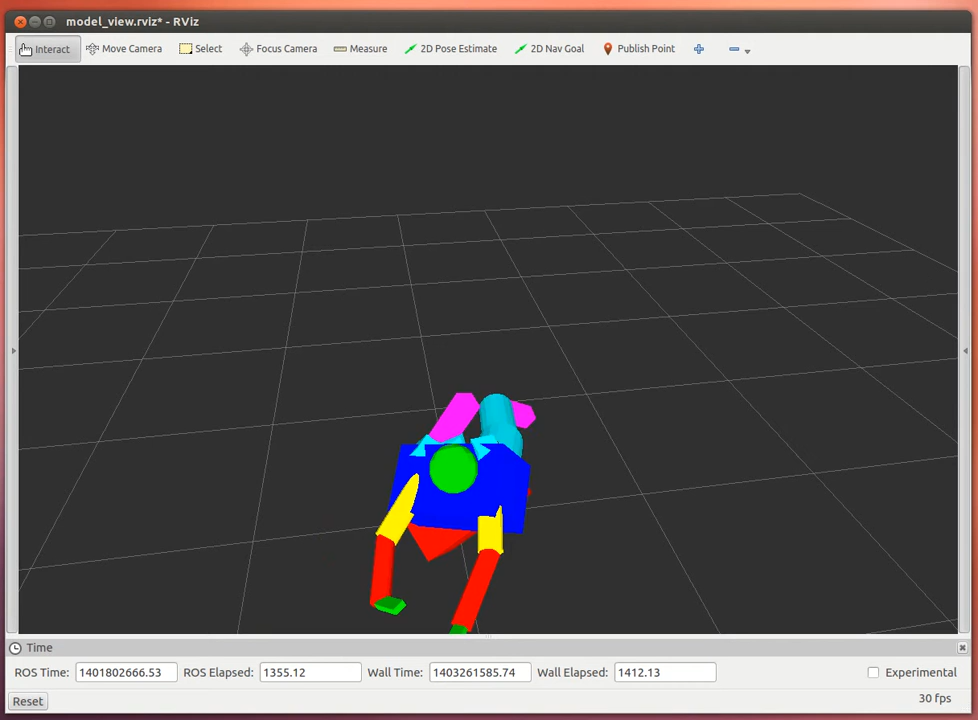 model_view.rviz* - RViz
Interact Move Camera Select Focus Camera Measure 2D Pose Estimate 2D Nav Goal Publish Point
Time
ROS Time: 1401802666.53 ROS Elapsed: 1355.12 Wall Time: 1403261585.74 Wall Elapsed: 1412.13 Experimental
Reset 30 fps